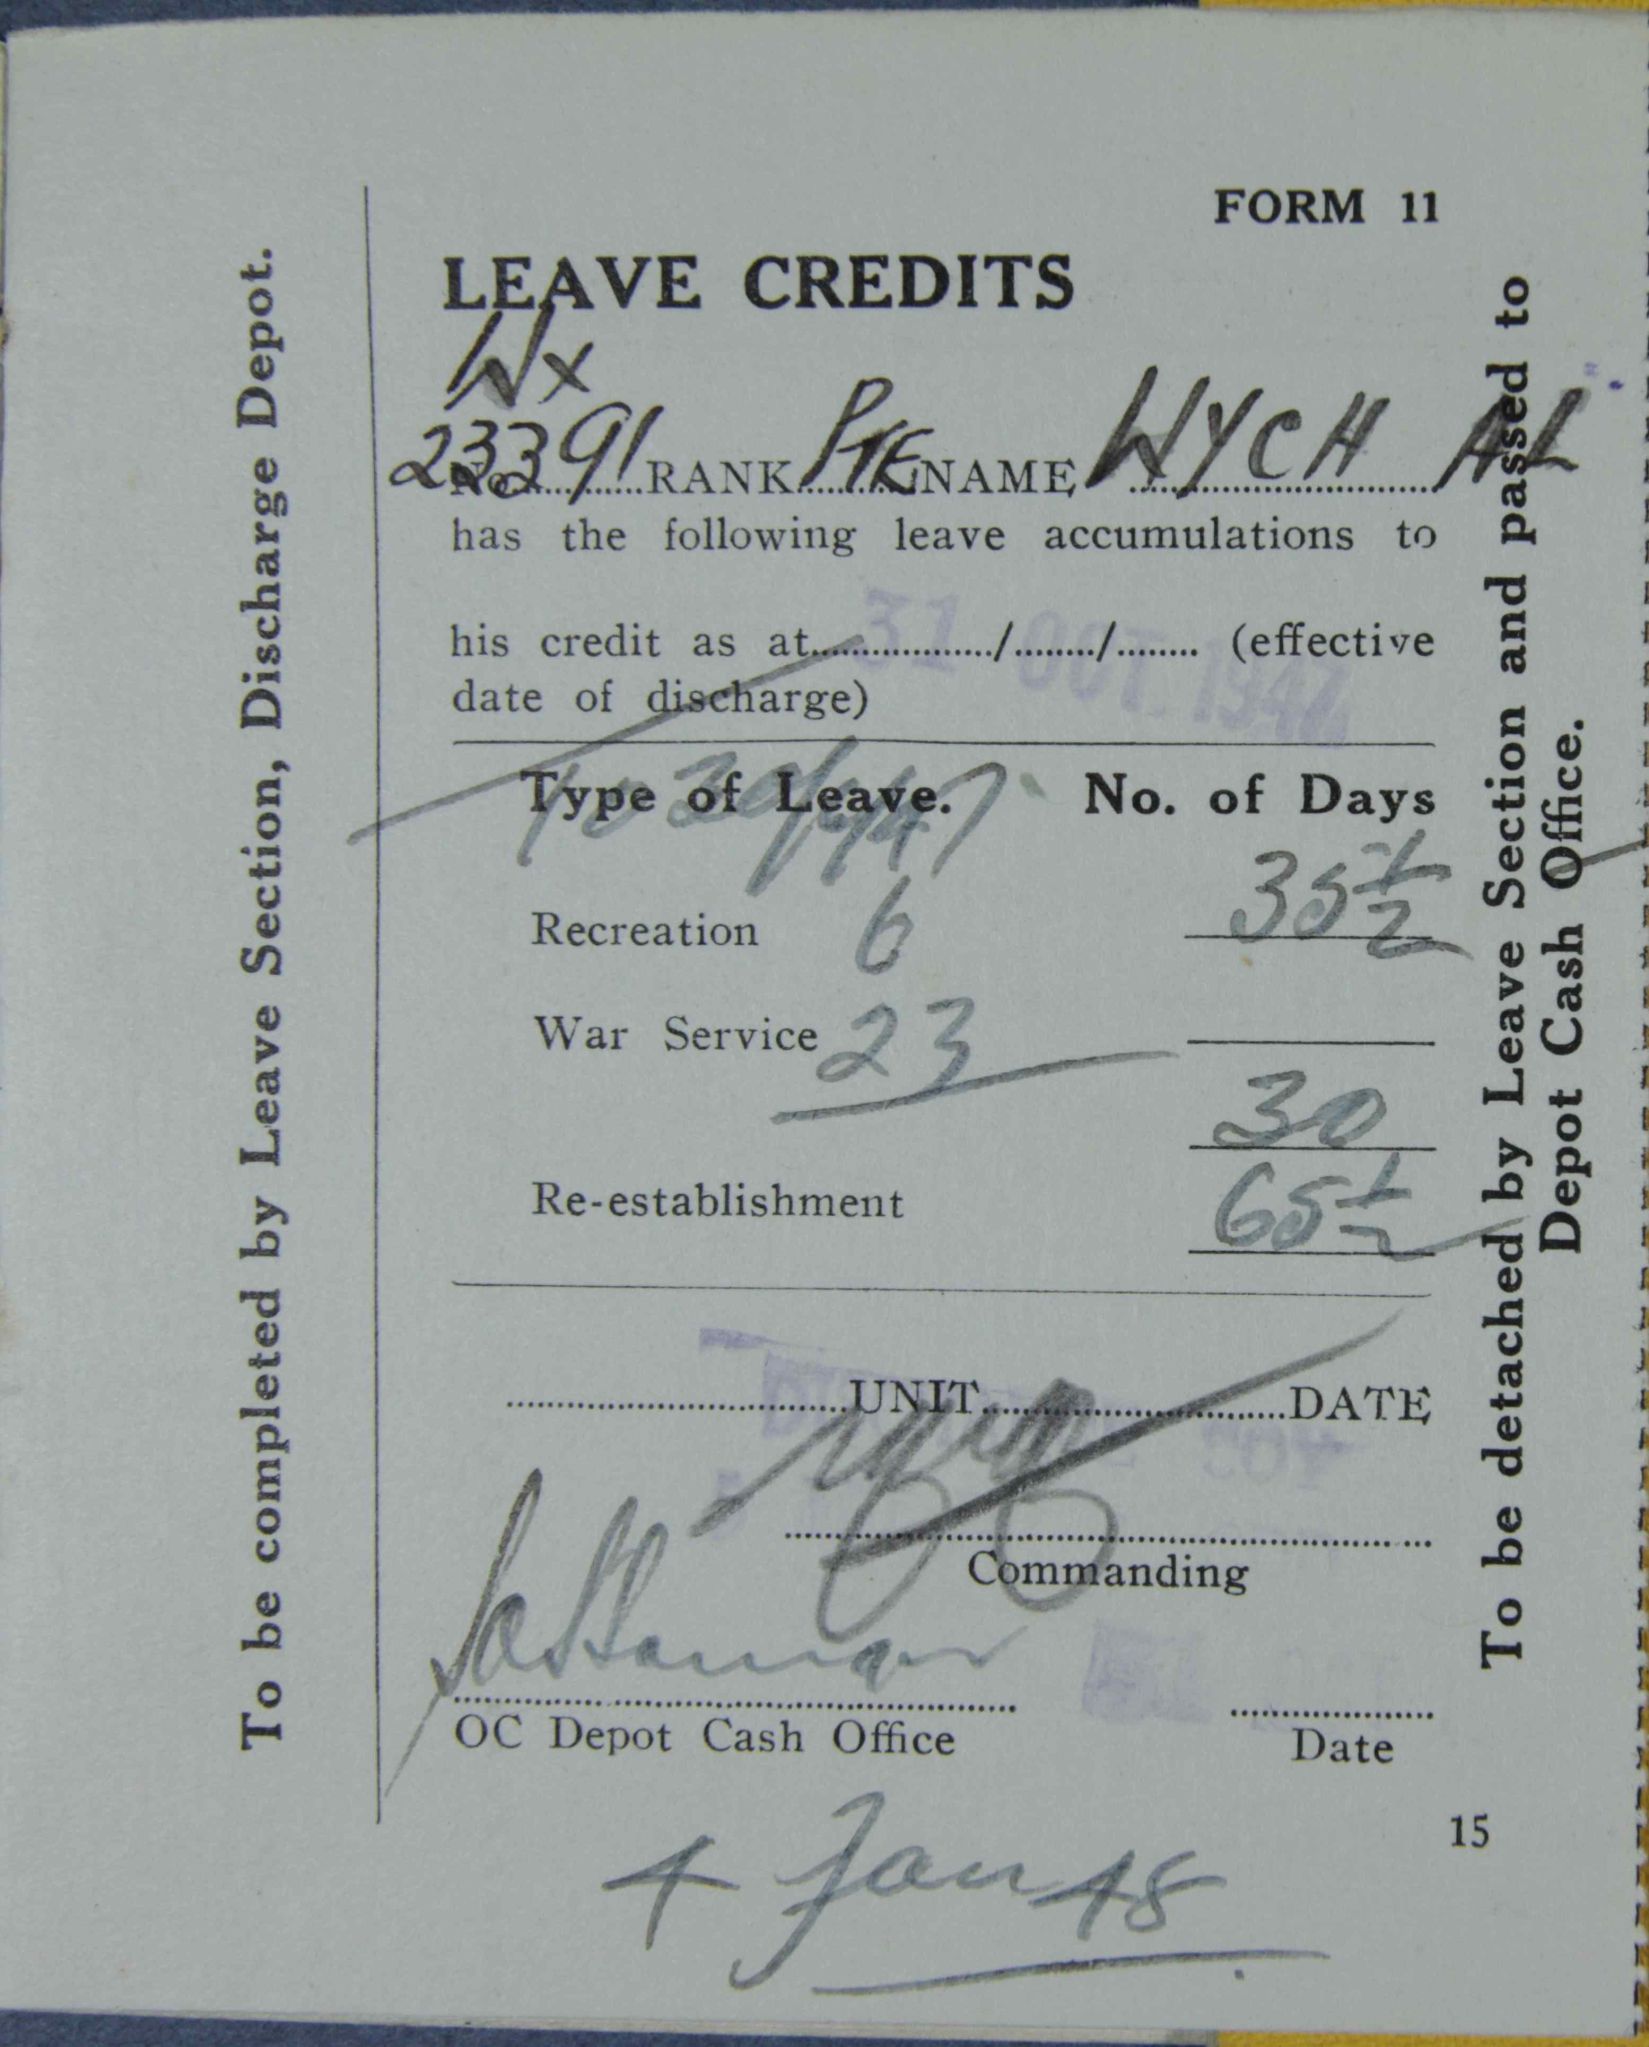 FORM 11
LEAVE CREDITS
Wx
23391 RANK PTE NAME WYCH AL
has the following leave accumulations to
his credit as at ......../......../........ (effective
31 OCT. 1947
date of discharge)
Type of Leave. No. of Days
Recreation 6 35½
War Service 23
30
Re-establishment 65½
UNIT DATE
Commanding
OC Depot Cash Office Date
15
4 Jan 48
To be completed by Leave Section, Discharge Depot.
To be detached by Leave Section and passed to
Depot Cash Office.